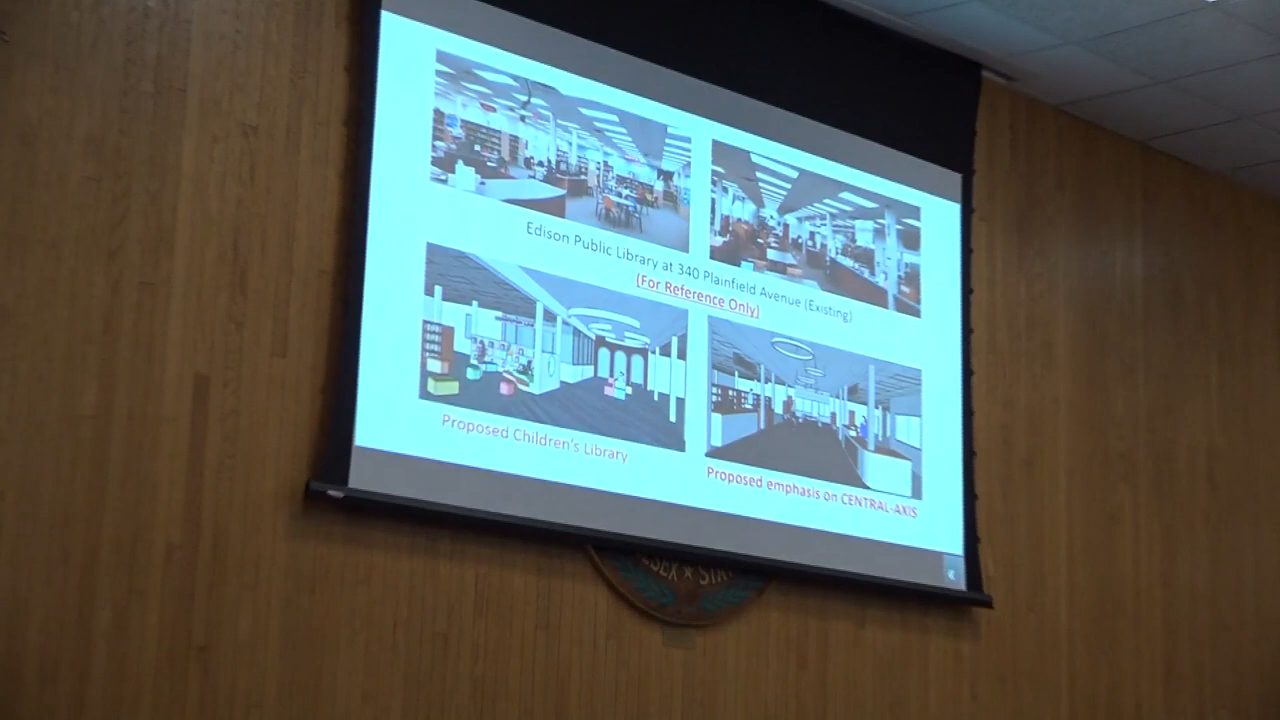 Edison Public Library at 340 Plainfield Avenue (Existing)
(For Reference Only)
Proposed Children's Library
Proposed emphasis on CENTRAL-AXIS